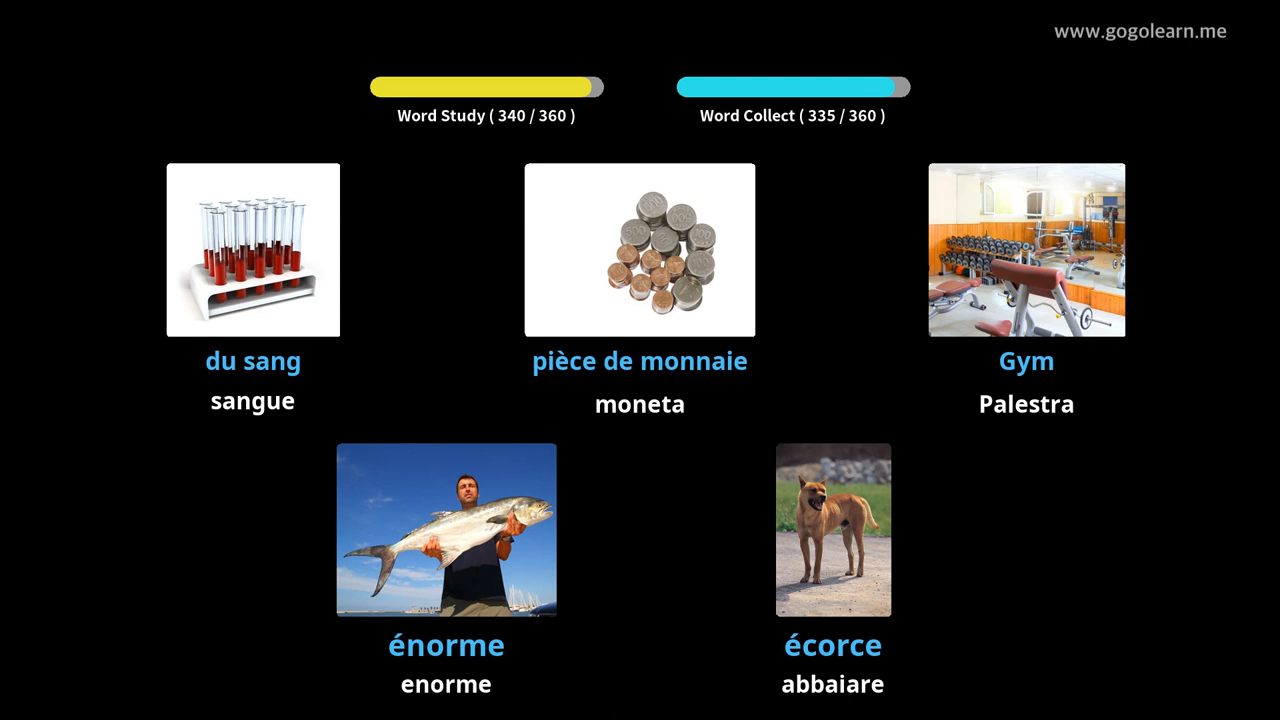 www.gogolearn.me
Word Study ( 340 / 360 )
Word Collect ( 335 / 360 )
du sang
pièce de monnaie
Gym
sangue
moneta
Palestra
énorme
écorce
enorme
abbaiare